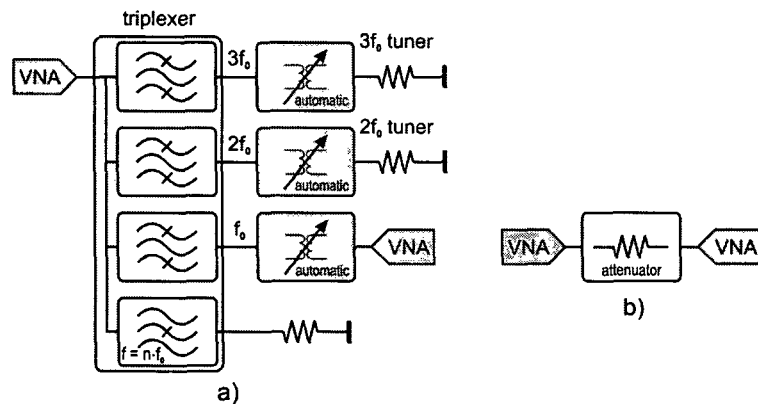 triplexer
VNA
3f₀
automatic
3f₀ tuner
2f₀
automatic
2f₀ tuner
f₀
automatic
VNA
f = n·f₀
a)
VNA
attenuator
VNA
b)